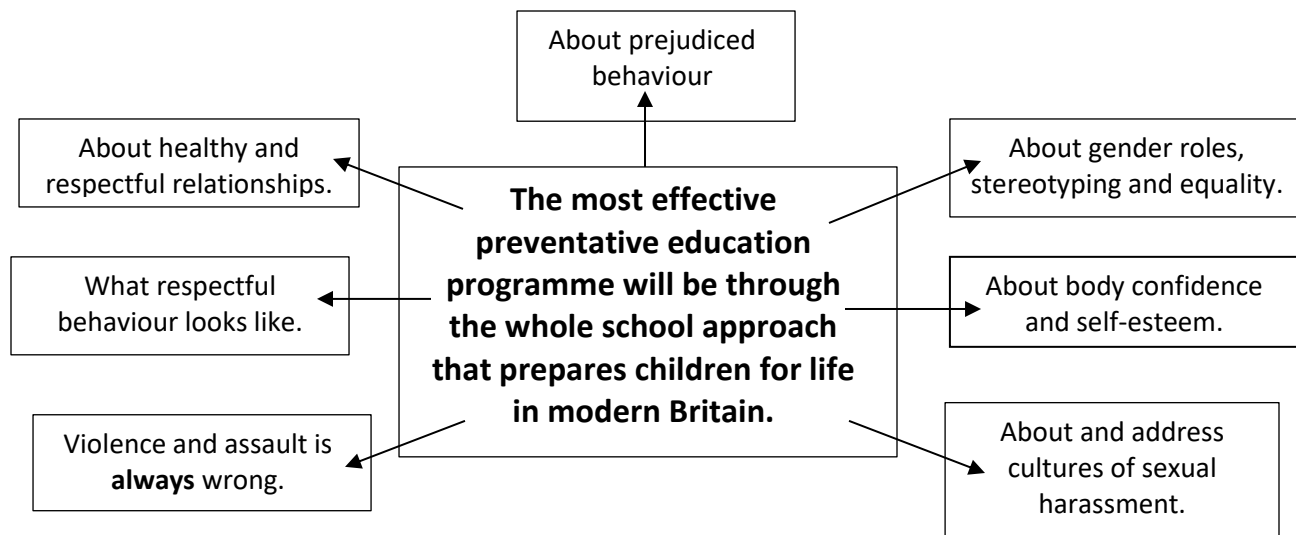 About prejudiced
behaviour
About healthy and
respectful relationships.
About gender roles,
stereotyping and equality.
The most effective
preventative education
programme will be through
the whole school approach
that prepares children for life
in modern Britain.
What respectful
behaviour looks like.
About body confidence
and self-esteem.
Violence and assault is
always wrong.
About and address
cultures of sexual
harassment.